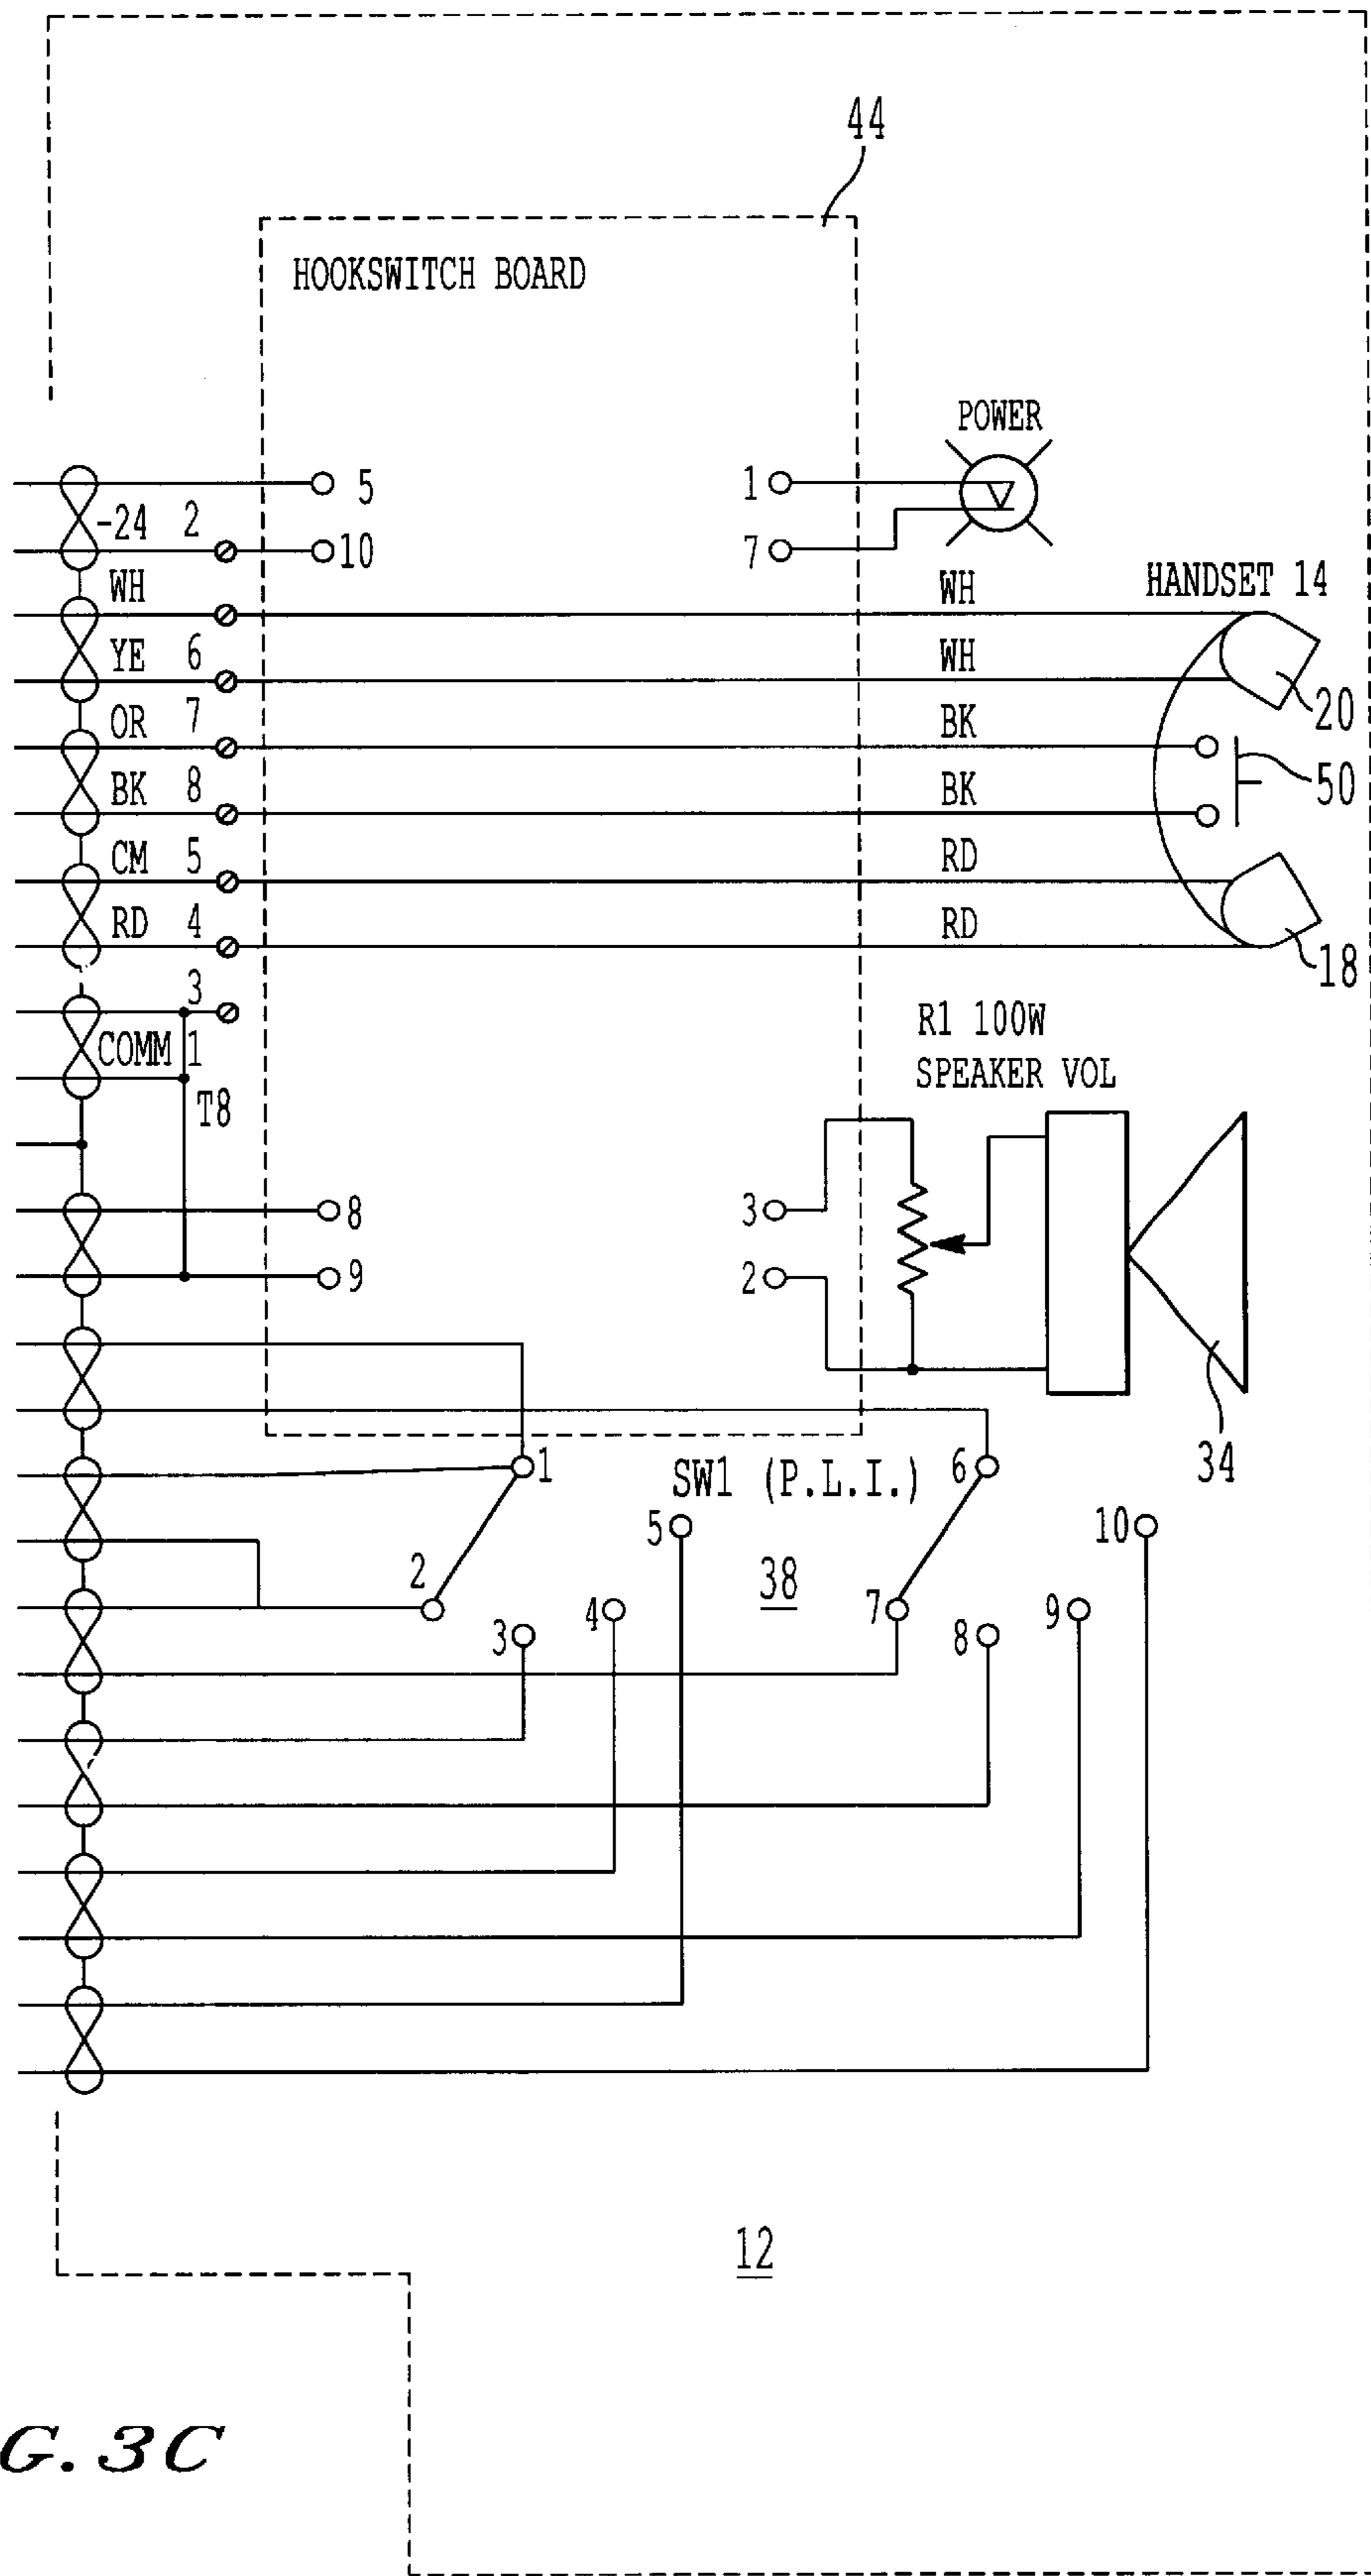 44
HOOKSWITCH BOARD
POWER
5
1
-24 2
10
7
WH
WH
HANDSET 14
YE 6
WH
20
OR 7
BK
50
BK 8
BK
CM 5
RD
RD 4
RD
18
3
R1 100W
COMM 1
SPEAKER VOL
T8
8
3
9
2
34
1
SW1 (P.L.I.)
6
5
10
2
38
4
7
9
3
8
12
G. 3C